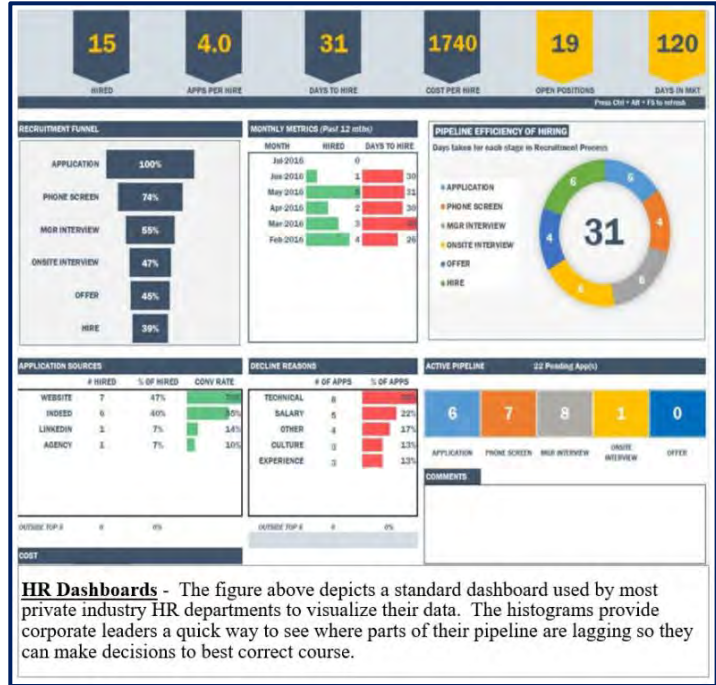 15 4.0 31 1740 19 120
HIRED APPS PER HIRE DAYS TO HIRE COST PER HIRE OPEN POSITIONS DAYS IN MKT
Press Ctrl + Alt + F5 to refresh
RECRUITMENT FUNNEL
APPLICATION 100%
PHONE SCREEN 74%
MGR INTERVIEW 55%
ONSITE INTERVIEW 47%
OFFER 45%
HIRE 39%
MONTHLY METRICS (Past 12 mths)
MONTH HIRED DAYS TO HIRE
Jul-2016 0
Jun-2016 1 30
May-2016 5 31
Apr-2016 2 30
Mar-2016 3
Feb-2016 4 26
PIPELINE EFFICIENCY OF HIRING
Days taken for each stage in Recruitment Process
APPLICATION
PHONE SCREEN
MGR INTERVIEW
ONSITE INTERVIEW
OFFER
HIRE
6 4 6 6 4 6
31
APPLICATION SOURCES
# HIRED % OF HIRED CONV RATE
WEBSITE 7 47%
INDEED 6 40%
LINKEDIN 1 7% 14%
AGENCY 1 7% 10%
OUTSIDE TOP 0%
DECLINE REASONS
# OF APPS % OF APPS
TECHNICAL 8
SALARY 5 22%
OTHER 4 17%
CULTURE 3 13%
EXPERIENCE 3 13%
OUTSIDE TOP 0%
ACTIVE PIPELINE 22 Pending App(s)
6 7 8 1 0
APPLICATION PHONE SCREEN MGR INTERVIEW ONSITE INTERVIEW OFFER
COMMENTS
COST
HR Dashboards - The figure above depicts a standard dashboard used by most
private industry HR departments to visualize their data. The histograms provide
corporate leaders a quick way to see where parts of their pipeline are lagging so they
can make decisions to best correct course.